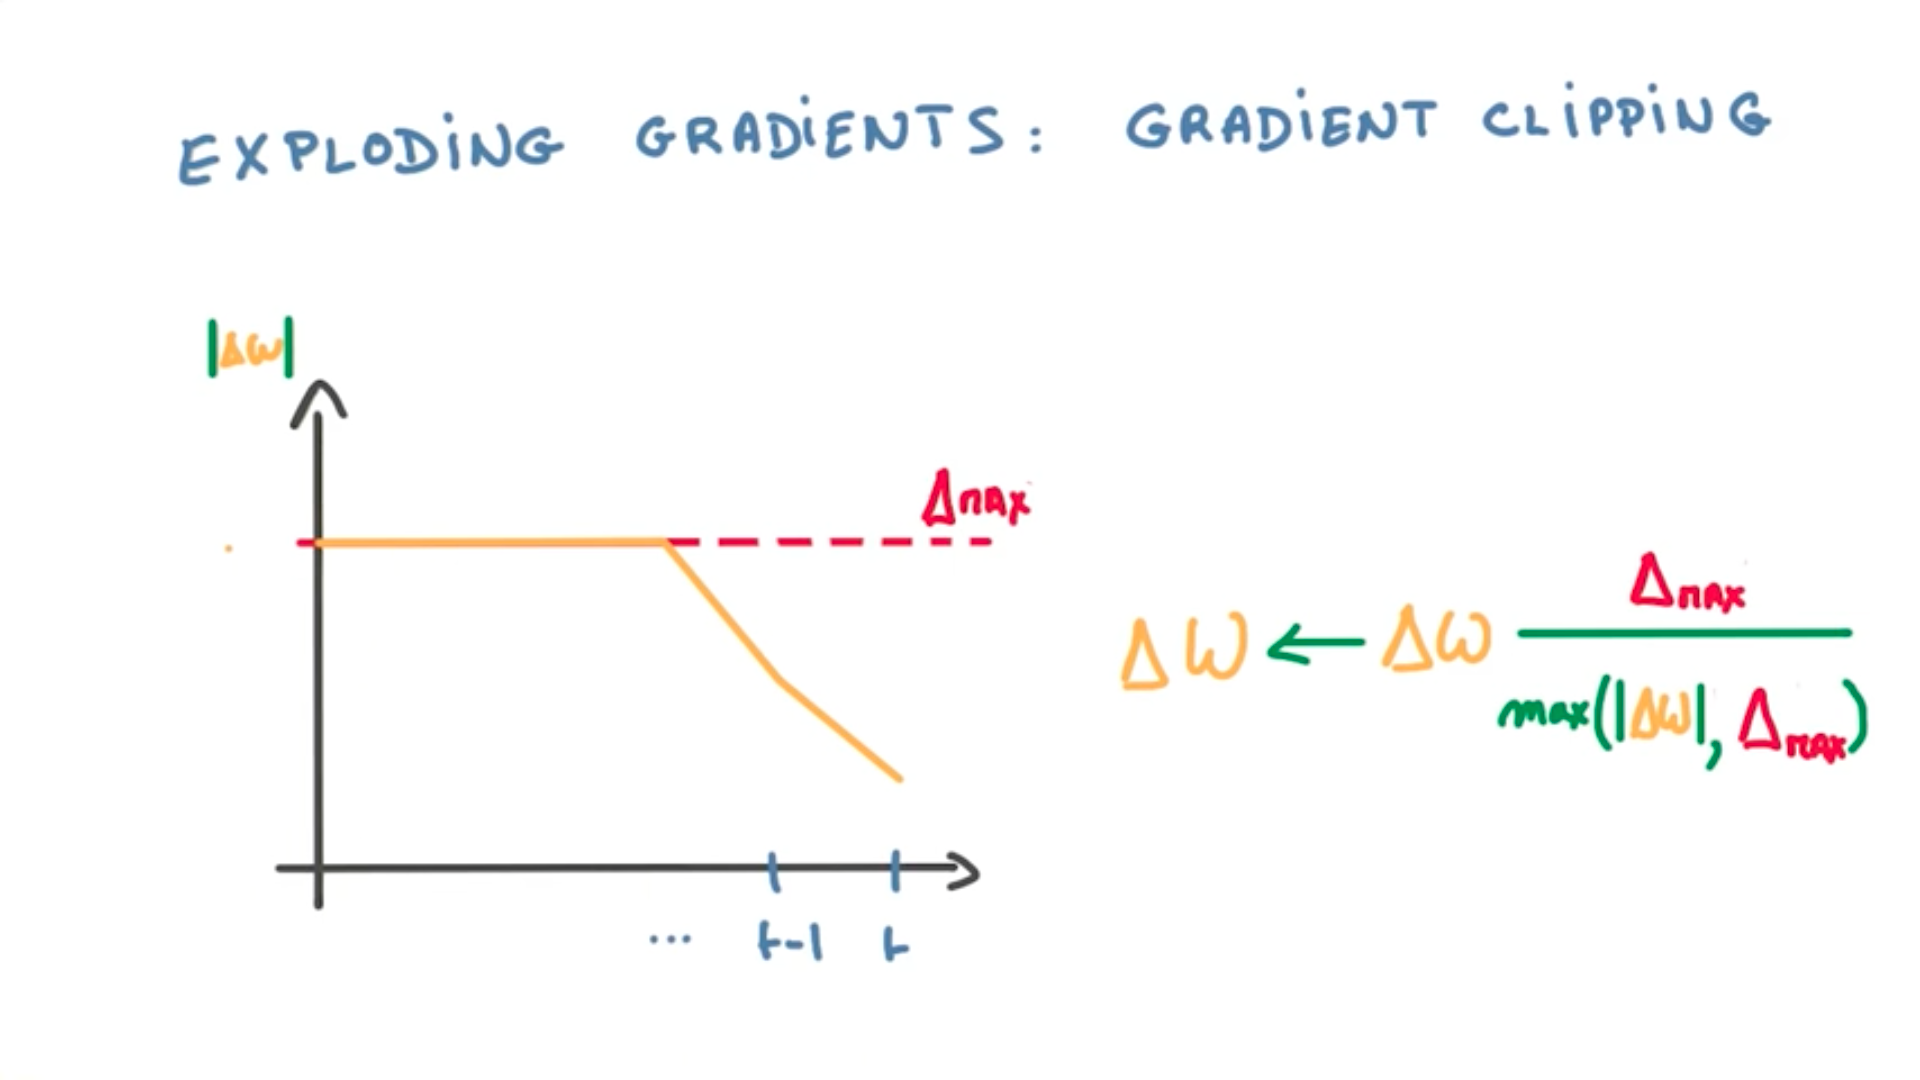 EXPLODING GRADIENTS: GRADIENT CLIPPING
|ΔW|
Δmax
ΔW ← ΔW Δmax
max(|ΔW|, Δmax)
... t-1 t